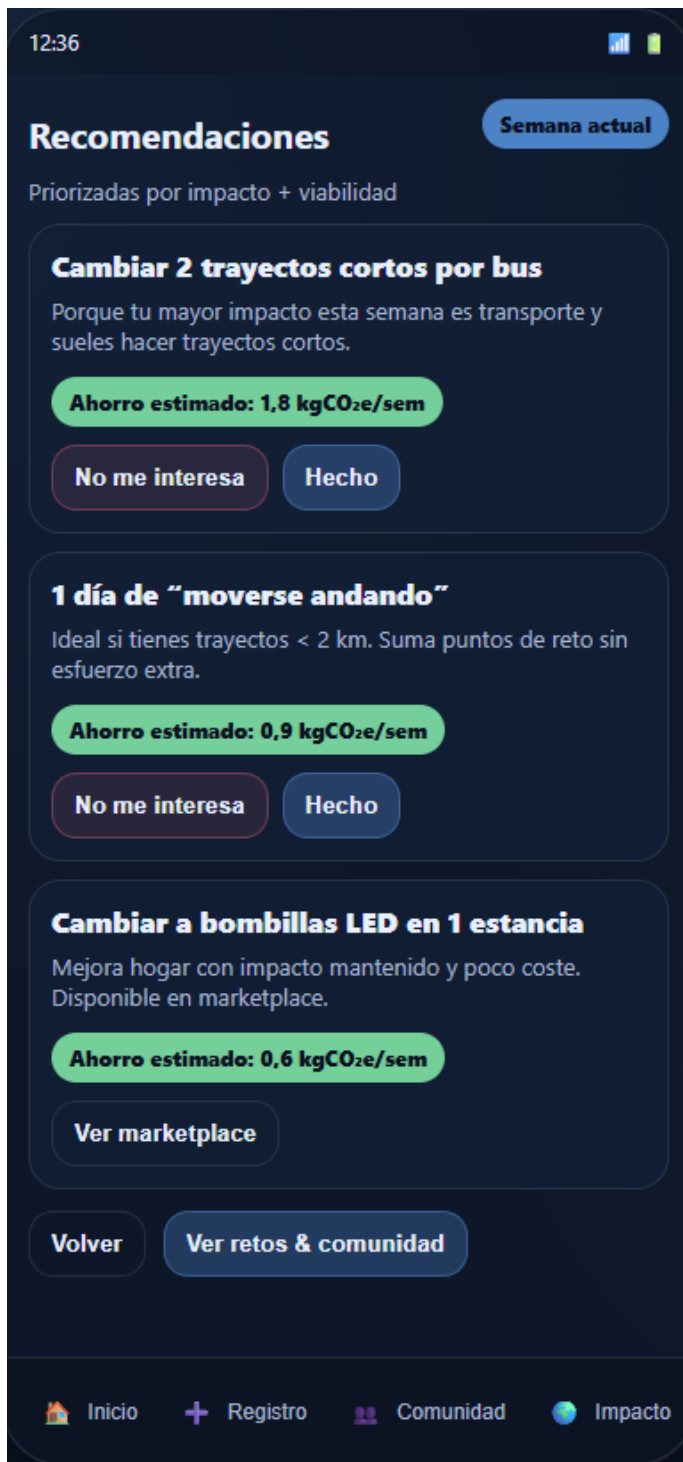 12:36
Recomendaciones
Semana actual
Priorizadas por impacto + viabilidad
Cambiar 2 trayectos cortos por bus
Porque tu mayor impacto esta semana es transporte y
sueles hacer trayectos cortos.
Ahorro estimado: 1,8 kgCO₂e/sem
No me interesa
Hecho
1 día de “moverse andando”
Ideal si tienes trayectos < 2 km. Suma puntos de reto sin
esfuerzo extra.
Ahorro estimado: 0,9 kgCO₂e/sem
No me interesa
Hecho
Cambiar a bombillas LED en 1 estancia
Mejora hogar con impacto mantenido y poco coste.
Disponible en marketplace.
Ahorro estimado: 0,6 kgCO₂e/sem
Ver marketplace
Volver
Ver retos & comunidad
Inicio
Registro
Comunidad
Impacto